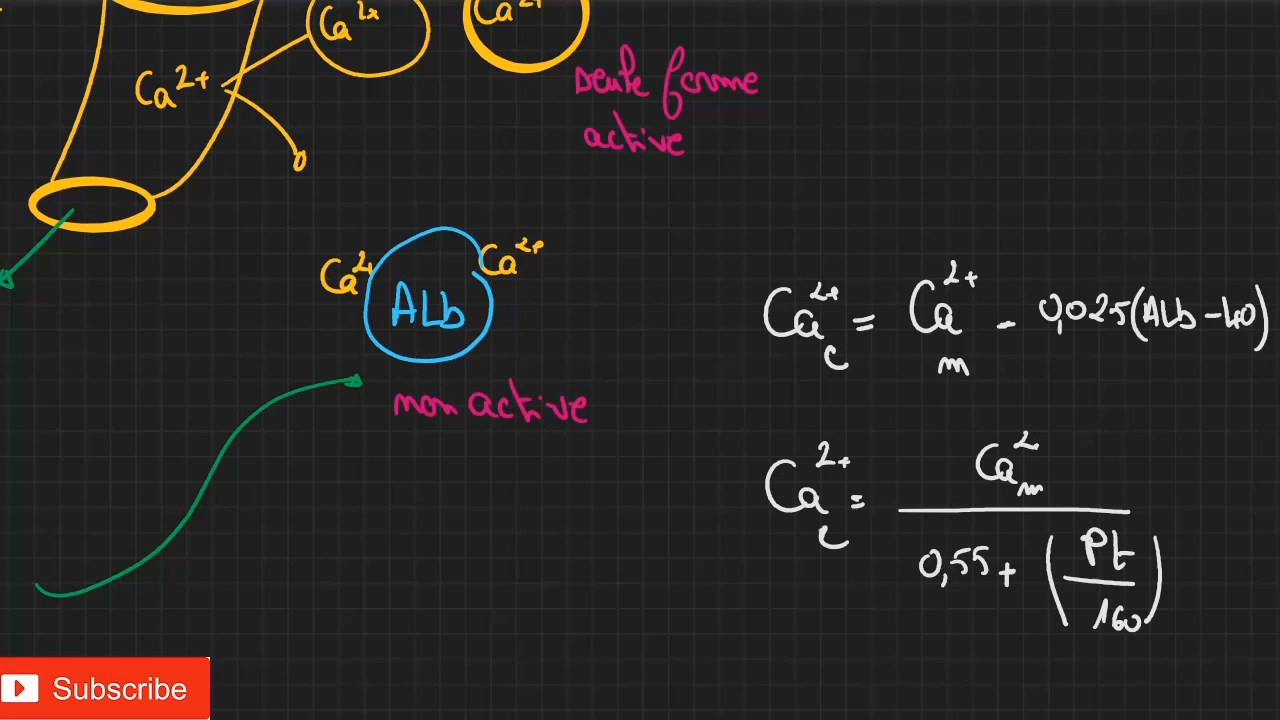 Ca²⁺ Ca²⁺
Ca²⁺
seule forme
active
Ca²⁺ Ca²⁺
ALb
non active
Ca²⁺c = Ca²⁺m - 0,025(ALb-40)
Ca²⁺c = Ca²m / 0,55 + (Pt/160)
Subscribe